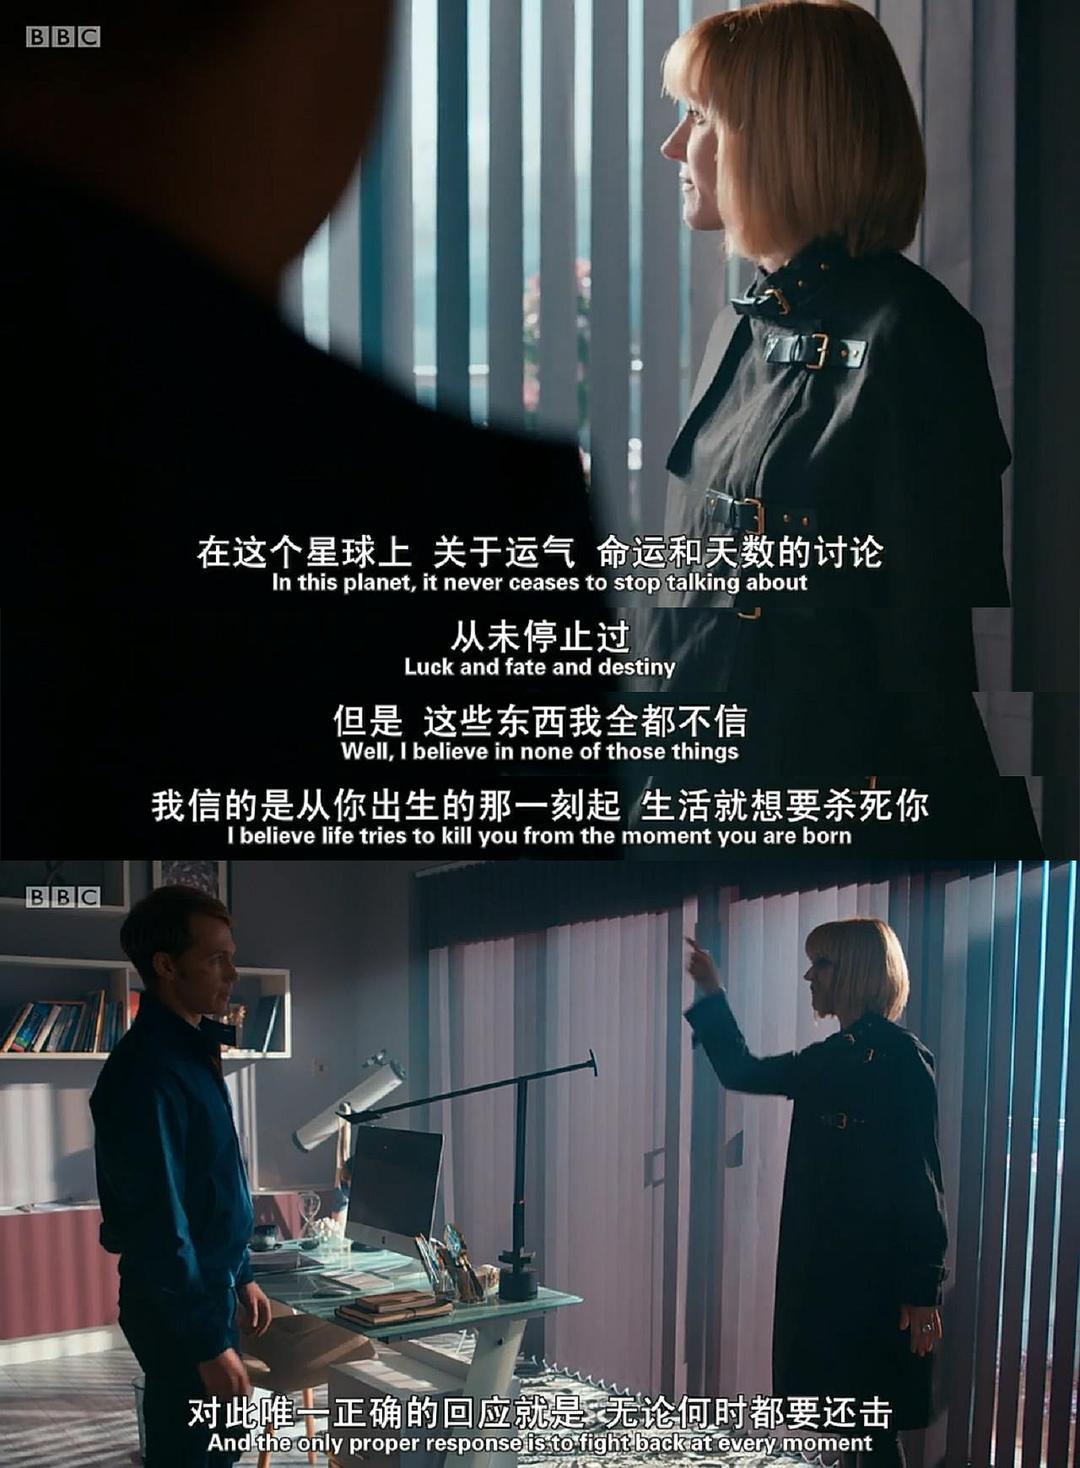 BBC
在这个星球上 关于运气 命运和天数的讨论
In this planet, it never ceases to stop talking about
从未停止过
Luck and fate and destiny
但是 这些东西我全都不信
Well, I believe in none of those things
我信的是从你出生的那一刻起 生活就想要杀死你
I believe life tries to kill you from the moment you are born
BBC
对此唯一正确的回应就是 无论何时都要还击
And the only proper response is to fight back at every moment